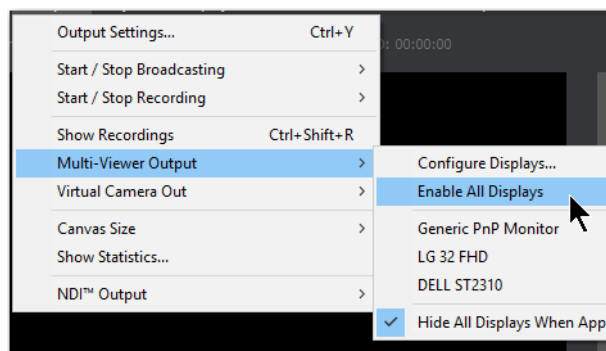 Output Settings... Ctrl+Y
D: 00:00:00
Start / Stop Broadcasting
Start / Stop Recording
Show Recordings Ctrl+Shift+R
Multi-Viewer Output
Virtual Camera Out
Canvas Size
Show Statistics...
NDI™ Output
Configure Displays...
Enable All Displays
Generic PnP Monitor
LG 32 FHD
DELL ST2310
Hide All Displays When App